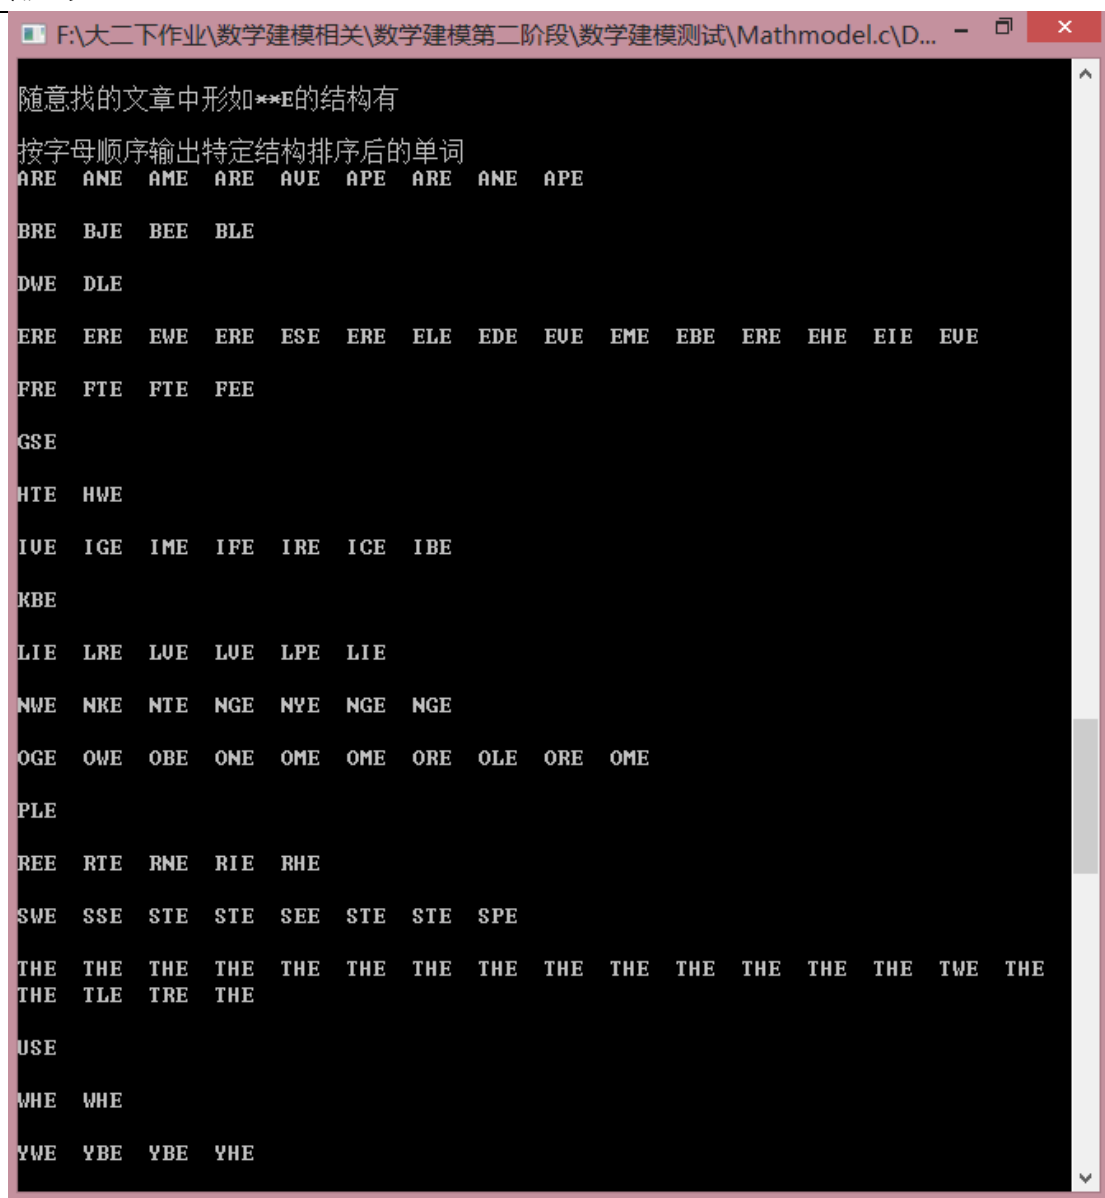 F:\大二下作业\数学建模相关\数学建模第二阶段\数学建模测试\Mathmodel.c\D...
随意找的文章中形如**E的结构有
按字母顺序输出特定结构排序后的单词
ARE ANE AME ARE AVE APE ARE ANE APE
BRE BJE BEE BLE
DWE DLE
ERE ERE EWE ERE ESE ERE ELE EDE EVE EME EBE ERE EHE EIE EVE
FRE FTE FTE FEE
GSE
HTE HWE
IVE IGE IME IFE IRE ICE IBE
KBE
LIE LRE LVE LVE LPE LIE
NWE NKE NTE NGE NYE NGE NGE
OGE OWE OBE ONE OME OME ORE OLE ORE OME
PLE
REE RTE RNE RIE RHE
SWE SSE STE STE SEE STE STE SPE
THE THE THE THE THE THE THE THE THE THE THE THE THE THE TWE THE
THE TLE TRE THE
USE
WHE WHE
YWE YBE YBE YHE